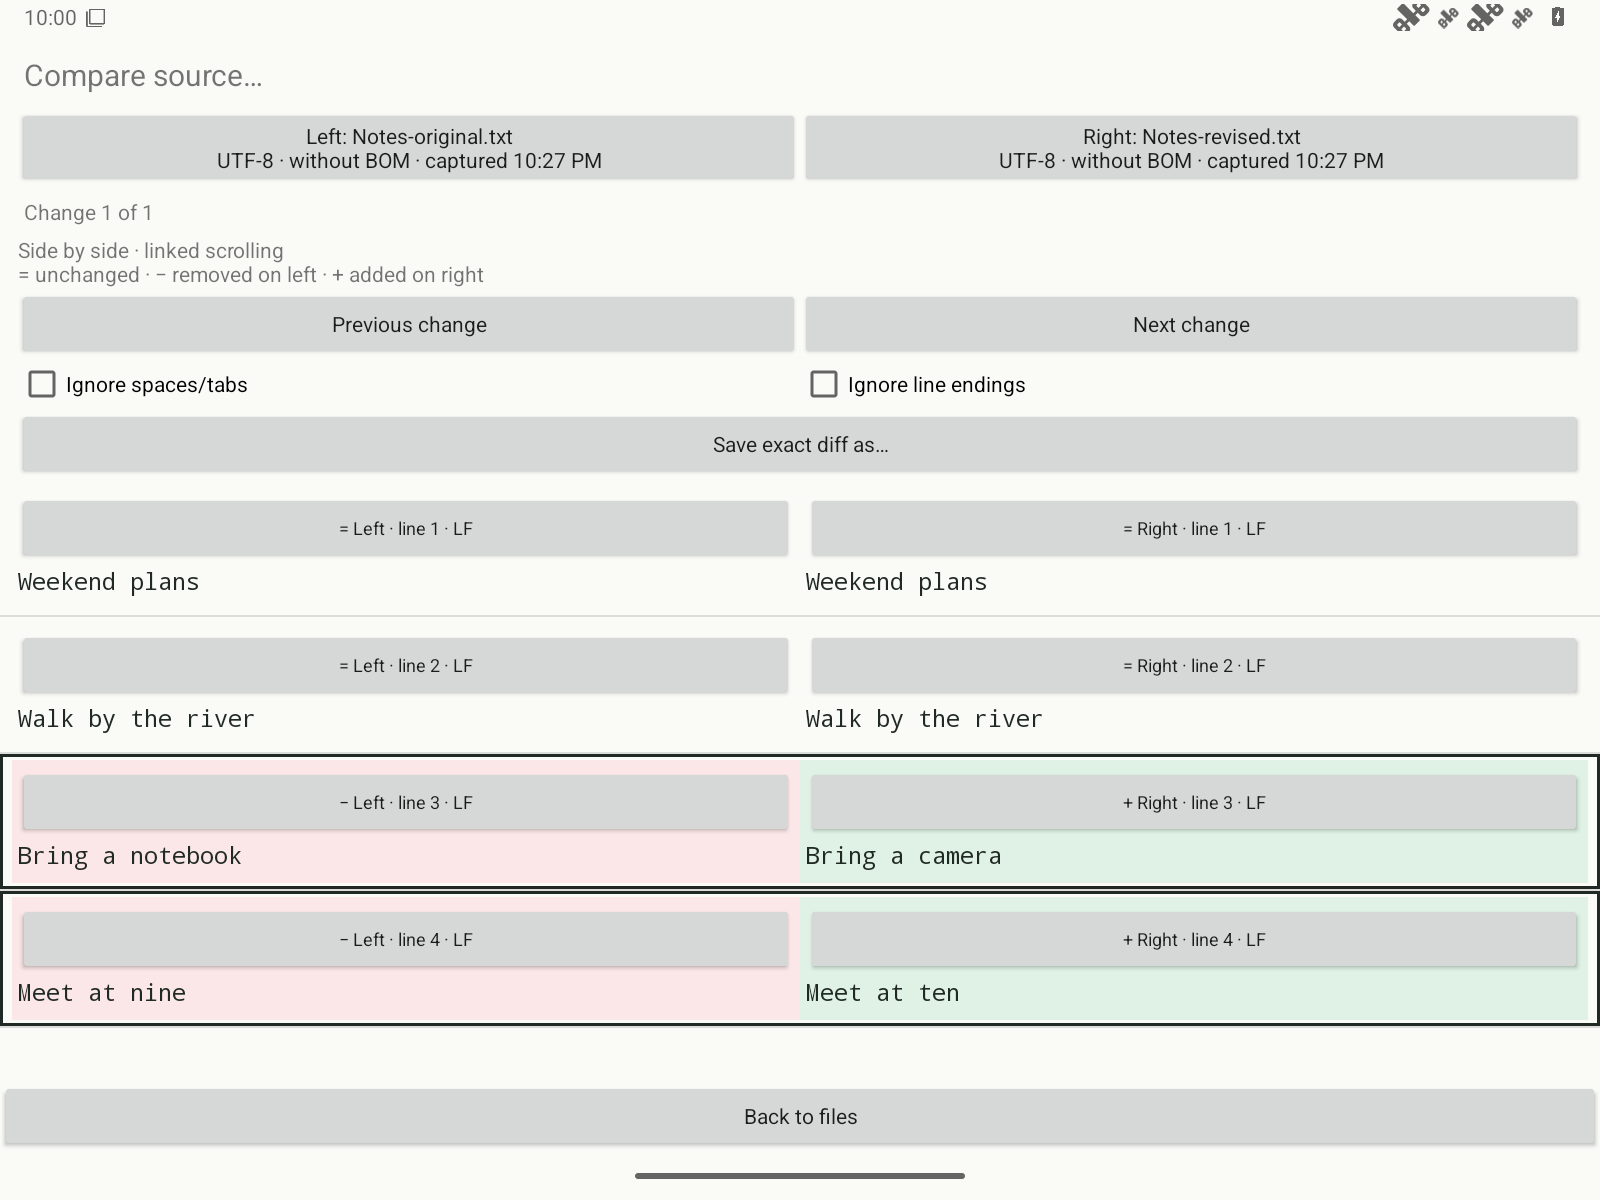 10:00
Compare source…
Left: Notes-original.txt
UTF-8 · without BOM · captured 10:27 PM
Right: Notes-revised.txt
UTF-8 · without BOM · captured 10:27 PM
Change 1 of 1
Side by side · linked scrolling
= unchanged · − removed on left · + added on right
Previous change
Next change
Ignore spaces/tabs
Ignore line endings
Save exact diff as…
= Left · line 1 · LF
= Right · line 1 · LF
Weekend plans
Weekend plans
= Left · line 2 · LF
= Right · line 2 · LF
Walk by the river
Walk by the river
− Left · line 3 · LF
+ Right · line 3 · LF
Bring a notebook
Bring a camera
− Left · line 4 · LF
+ Right · line 4 · LF
Meet at nine
Meet at ten
Back to files